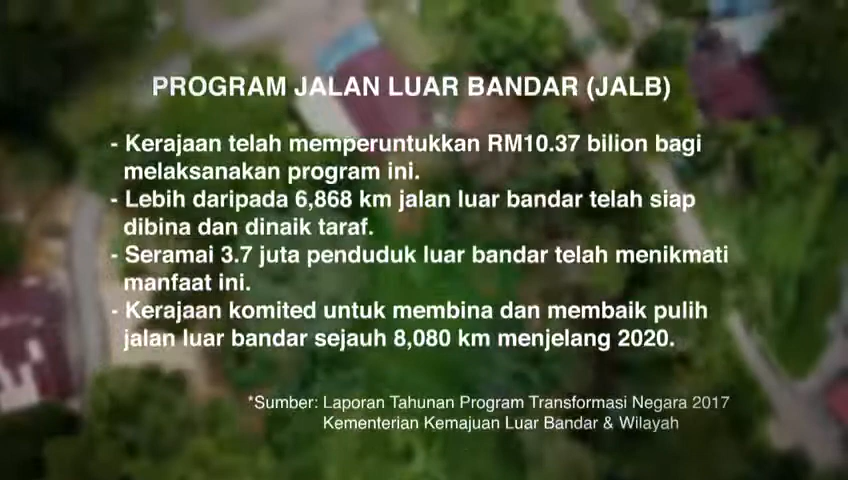 PROGRAM JALAN LUAR BANDAR (JALB)
- Kerajaan telah memperuntukkan RM10.37 bilion bagi
melaksanakan program ini.
- Lebih daripada 6,868 km jalan luar bandar telah siap
dibina dan dinaik taraf.
- Seramai 3.7 juta penduduk luar bandar telah menikmati
manfaat ini.
- Kerajaan komited untuk membina dan membaik pulih
jalan luar bandar sejauh 8,080 km menjelang 2020.
*Sumber: Laporan Tahunan Program Transformasi Negara 2017
Kementerian Kemajuan Luar Bandar & Wilayah